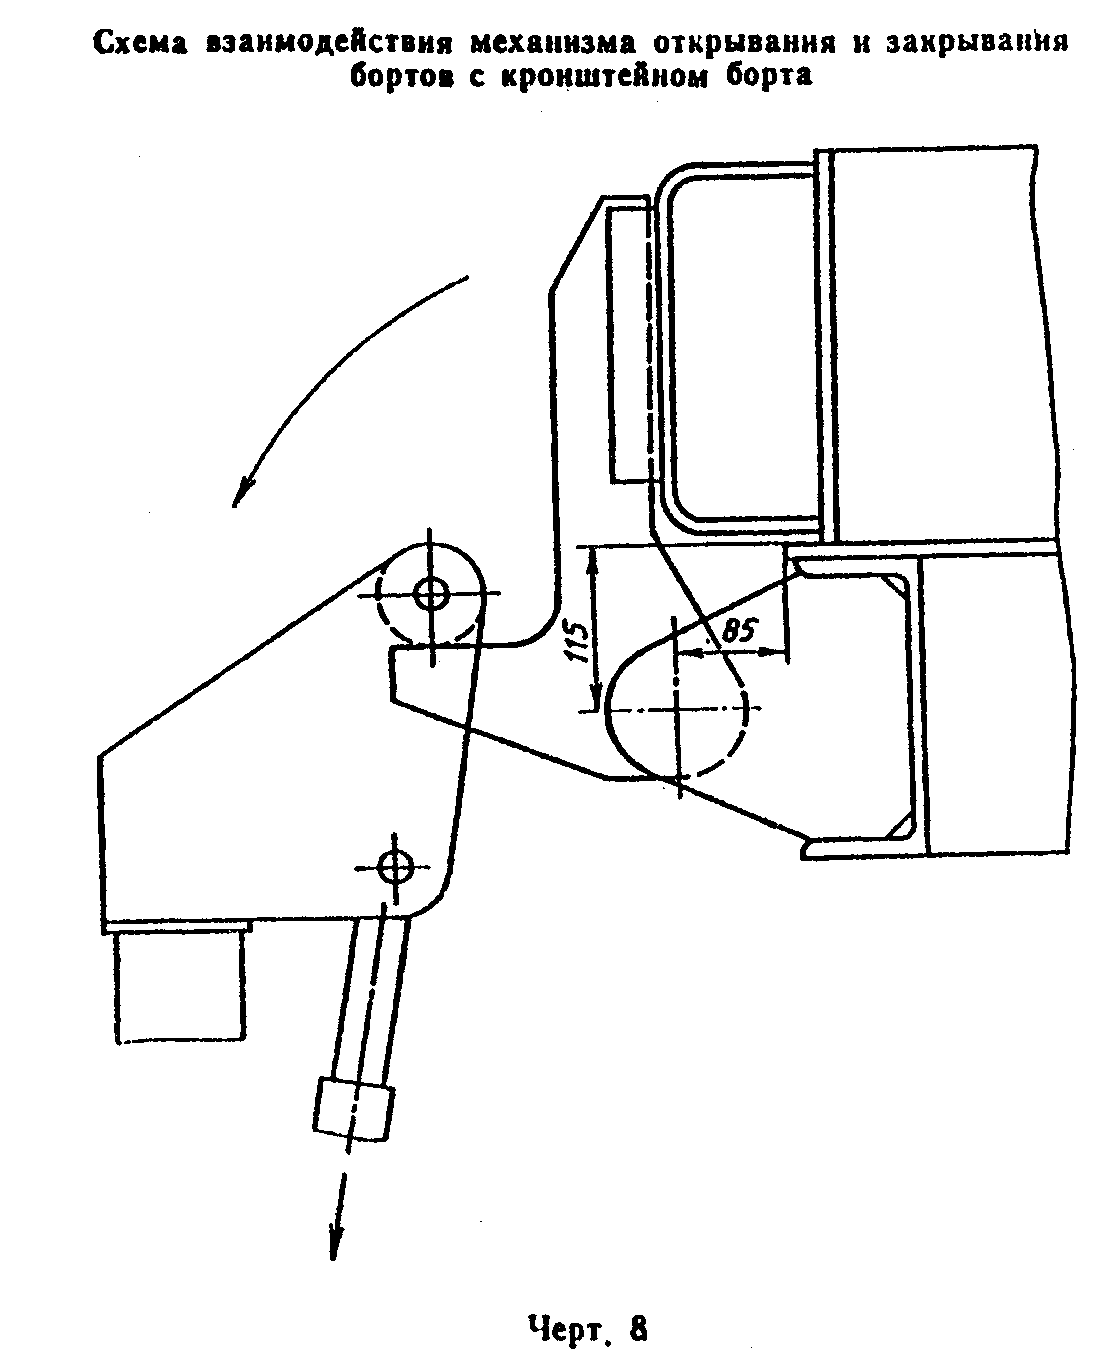 Схема взаимодействия механизма открывания и закрывания
бортов с кронштейном борта
115
85
Черт. 8